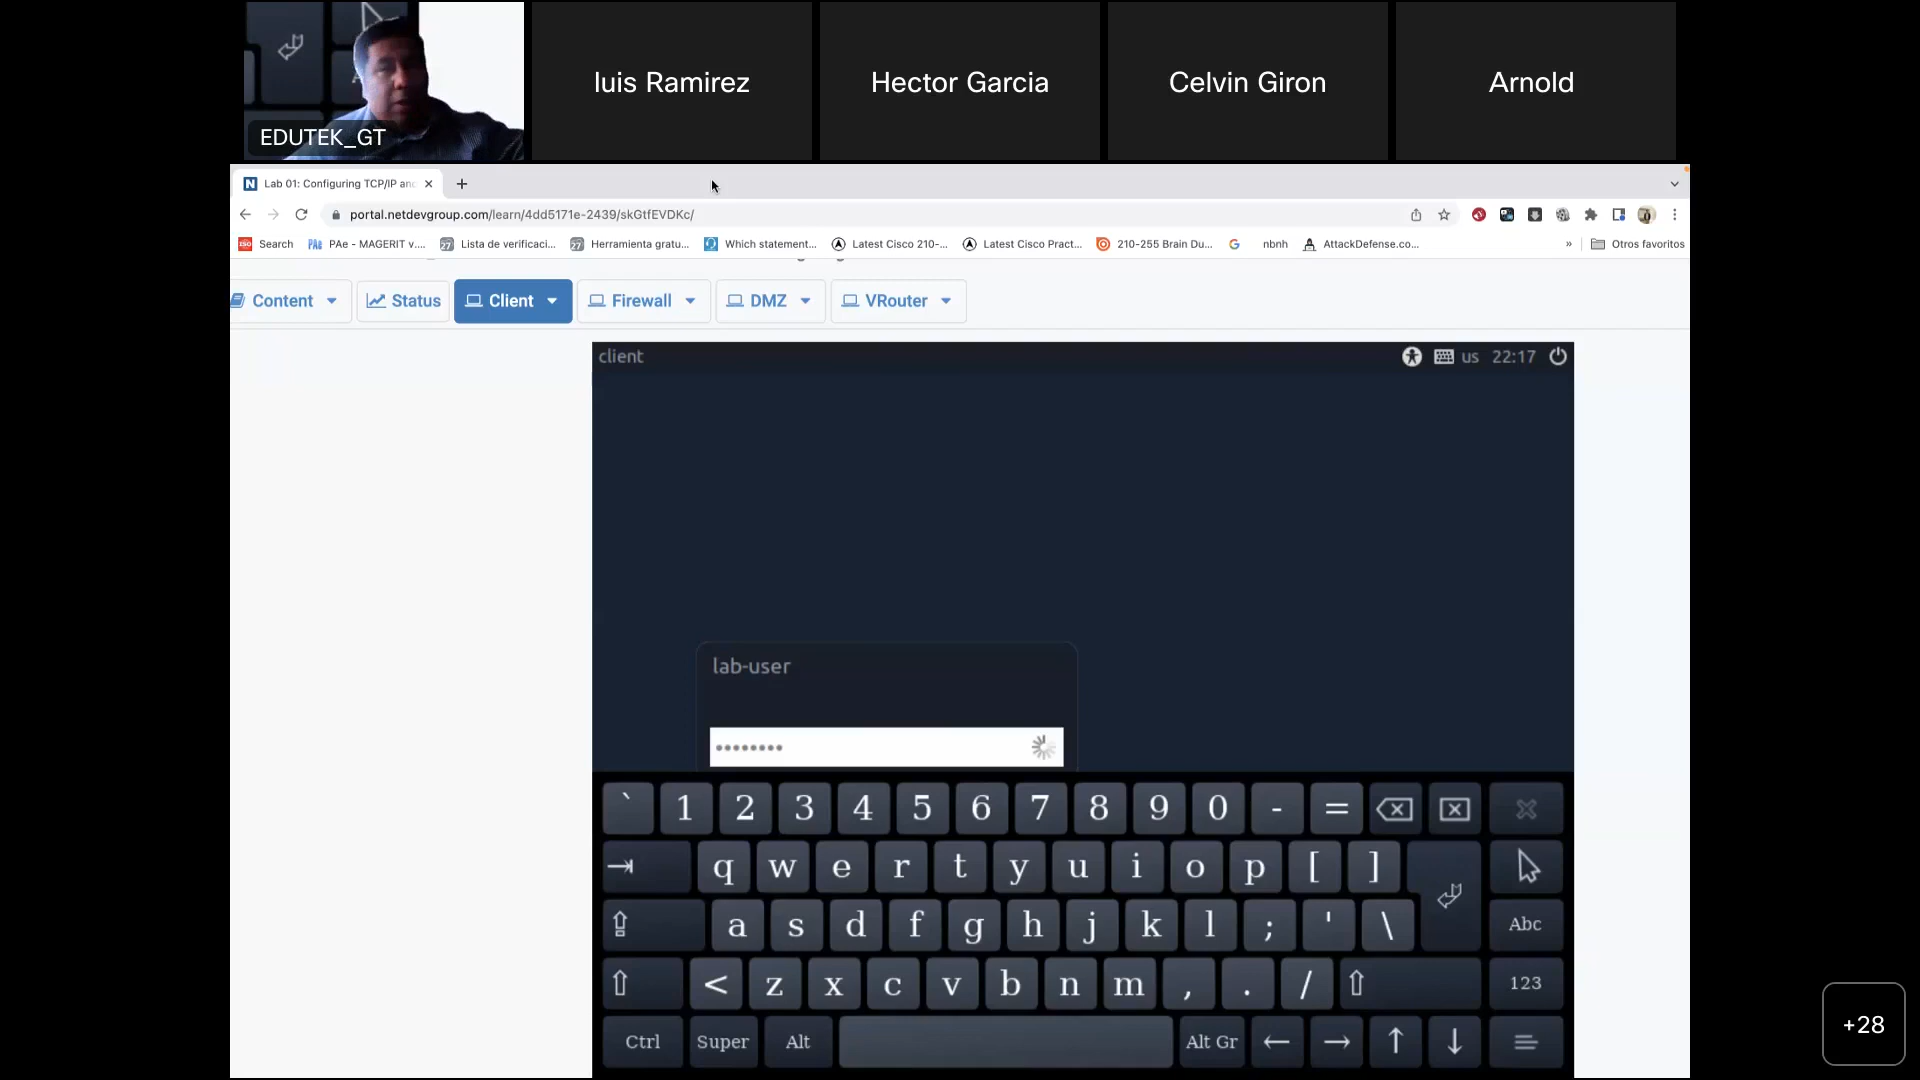 EDUTEK_GT
luis Ramirez
Hector Garcia
Celvin Giron
Arnold
Lab 01: Configuring TCP/IP an
portal.netdevgroup.com/learn/4dd5171e-2439/skGtfEVDKc/
Search
PAe - MAGERIT v....
Lista de verificaci...
Herramienta gratu...
Which statement...
Latest Cisco 210-...
Latest Cisco Pract...
210-255 Brain Du...
nbnh
AttackDefense.co...
»
Otros favoritos
Content
Status
Client
Firewall
DMZ
VRouter
client
us 22:17
lab-user
••••••••
` 1 2 3 4 5 6 7 8 9 0 - =
q w e r t y u i o p [ ]
a s d f g h j k l ; ' \ Abc
< z x c v b n m , . / 123
Ctrl Super Alt Alt Gr ← → ↑ ↓
+28